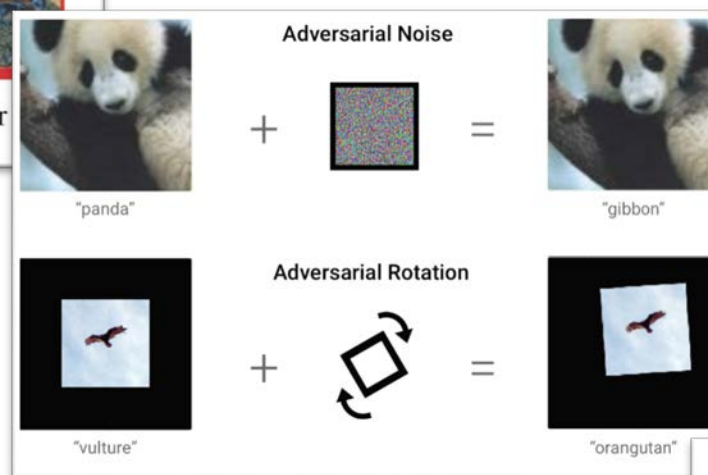 Adversarial Noise
+
=
"panda"
"gibbon"
Adversarial Rotation
+
=
"vulture"
"orangutan"